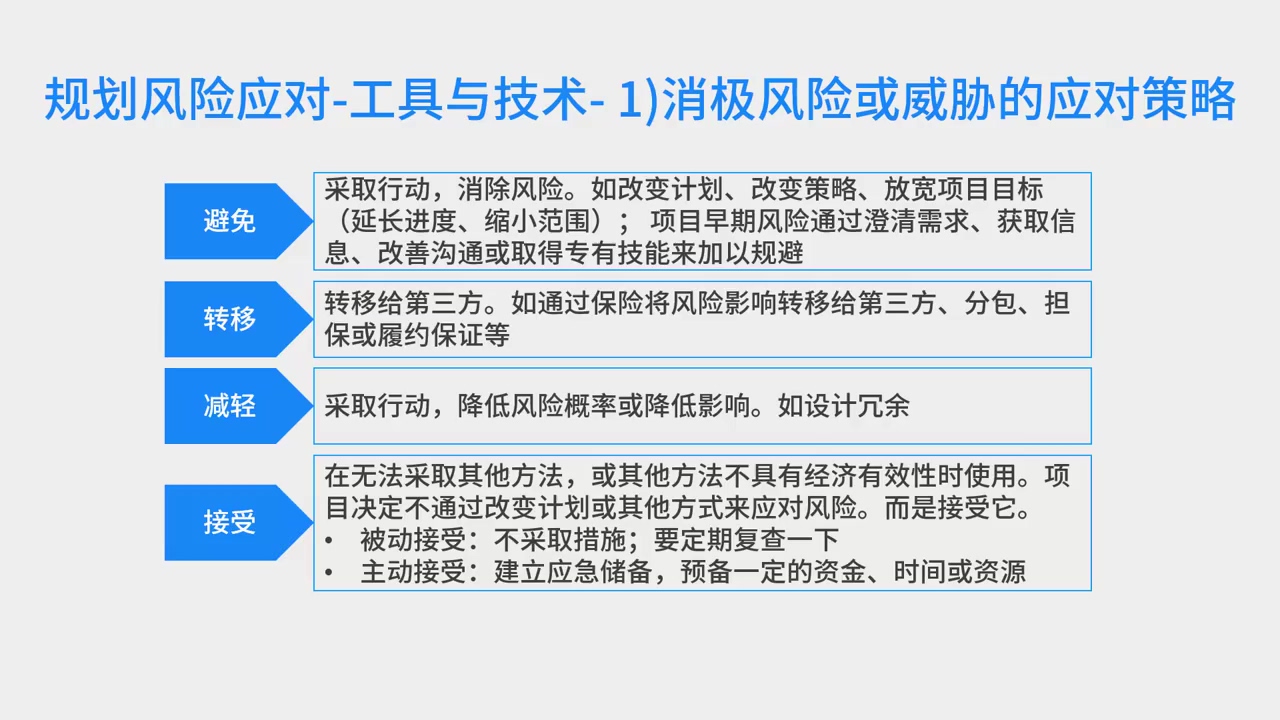 规划风险应对-工具与技术- 1)消极风险或威胁的应对策略
避免
采取行动，消除风险。如改变计划、改变策略、放宽项目目标
（延长进度、缩小范围）； 项目早期风险通过澄清需求、获取信
息、改善沟通或取得专有技能来加以规避
转移
转移给第三方。如通过保险将风险影响转移给第三方、分包、担
保或履约保证等
减轻
采取行动，降低风险概率或降低影响。如设计冗余
接受
在无法采取其他方法，或其他方法不具有经济有效性时使用。项
目决定不通过改变计划或其他方式来应对风险。而是接受它。
• 被动接受：不采取措施；要定期复查一下
• 主动接受：建立应急储备，预备一定的资金、时间或资源